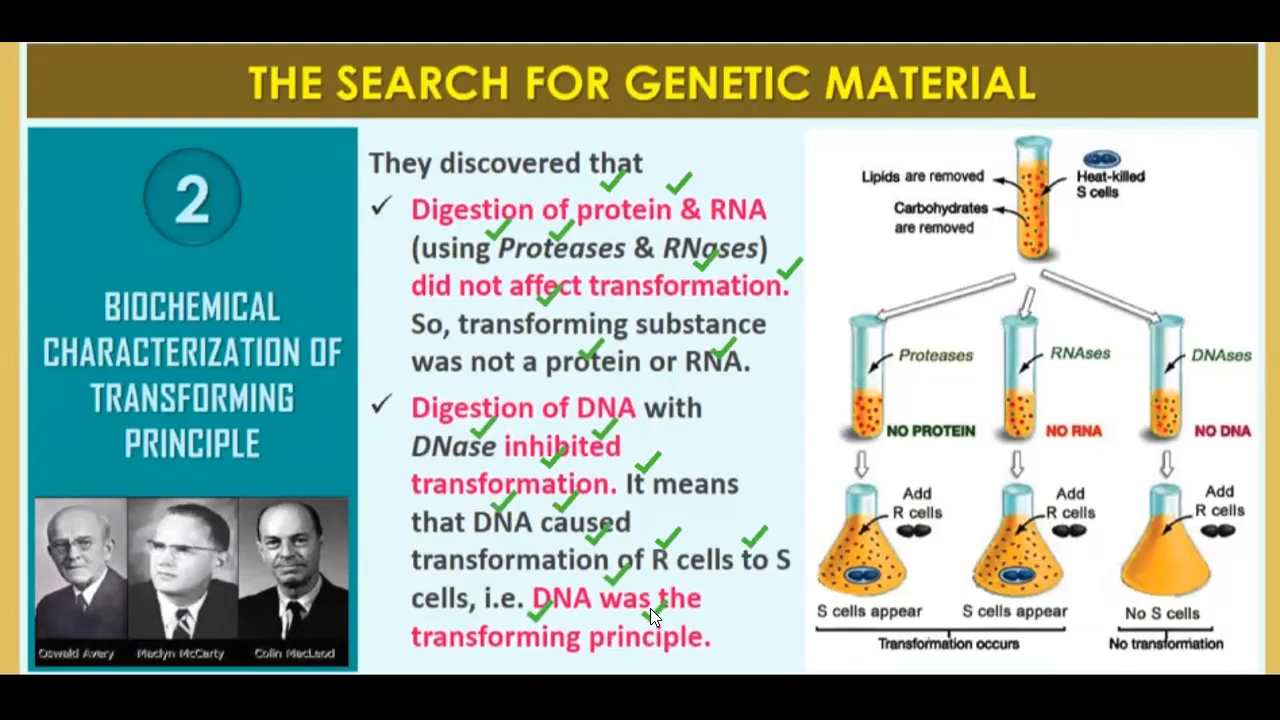 THE SEARCH FOR GENETIC MATERIAL
2
BIOCHEMICAL
CHARACTERIZATION OF
TRANSFORMING
PRINCIPLE
Oswald Avery
Maclyn McCarty
Colin MacLeod
They discovered that
✓ Digestion of protein & RNA
(using Proteases & RNases)
did not affect transformation.
So, transforming substance
was not a protein or RNA.
✓ Digestion of DNA with
DNase inhibited
transformation. It means
that DNA caused
transformation of R cells to S
cells, i.e. DNA was the
transforming principle.
Lipids are removed
Carbohydrates
are removed
Heat-killed
S cells
Proteases
RNAses
DNAses
NO PROTEIN
NO RNA
NO DNA
Add
R cells
Add
R cells
Add
R cells
S cells appear
S cells appear
No S cells
Transformation occurs
No transformation